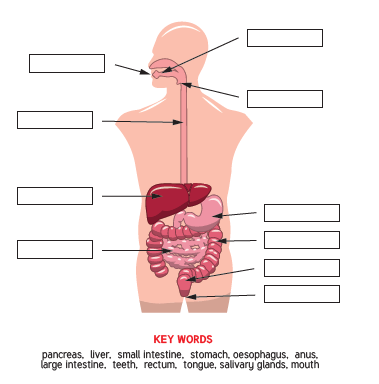 KEY WORDS
pancreas, liver, small intestine, stomach, oesophagus, anus,
large intestine, teeth, rectum, tongue, salivary glands, mouth